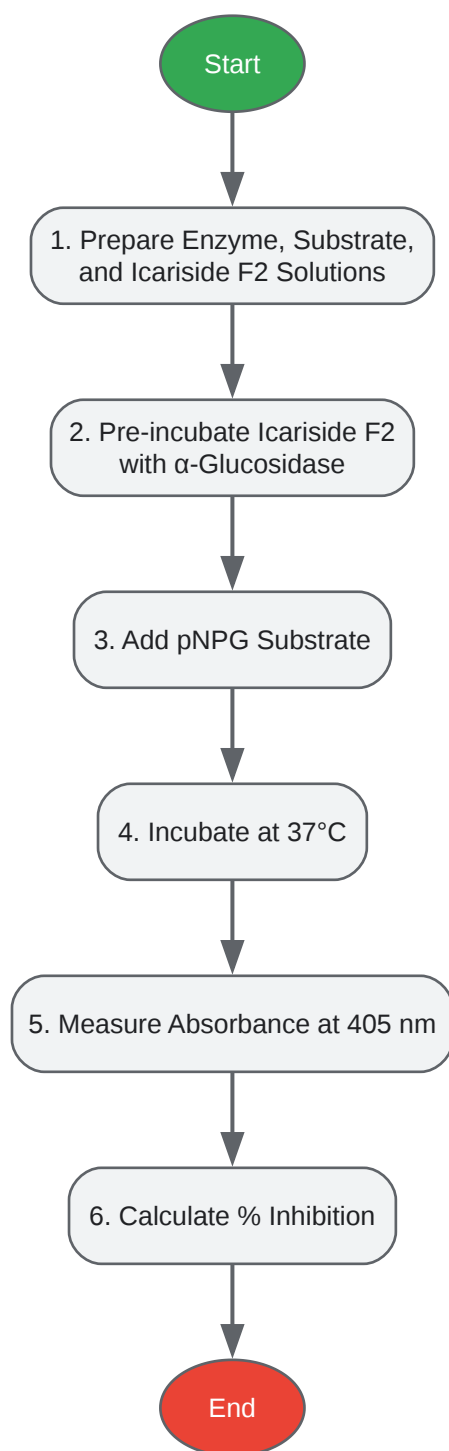 Start
1. Prepare Enzyme, Substrate,
and Icariside F2 Solutions
2. Pre-incubate Icariside F2
with α-Glucosidase
3. Add pNPG Substrate
4. Incubate at 37°C
5. Measure Absorbance at 405 nm
6. Calculate % Inhibition
End